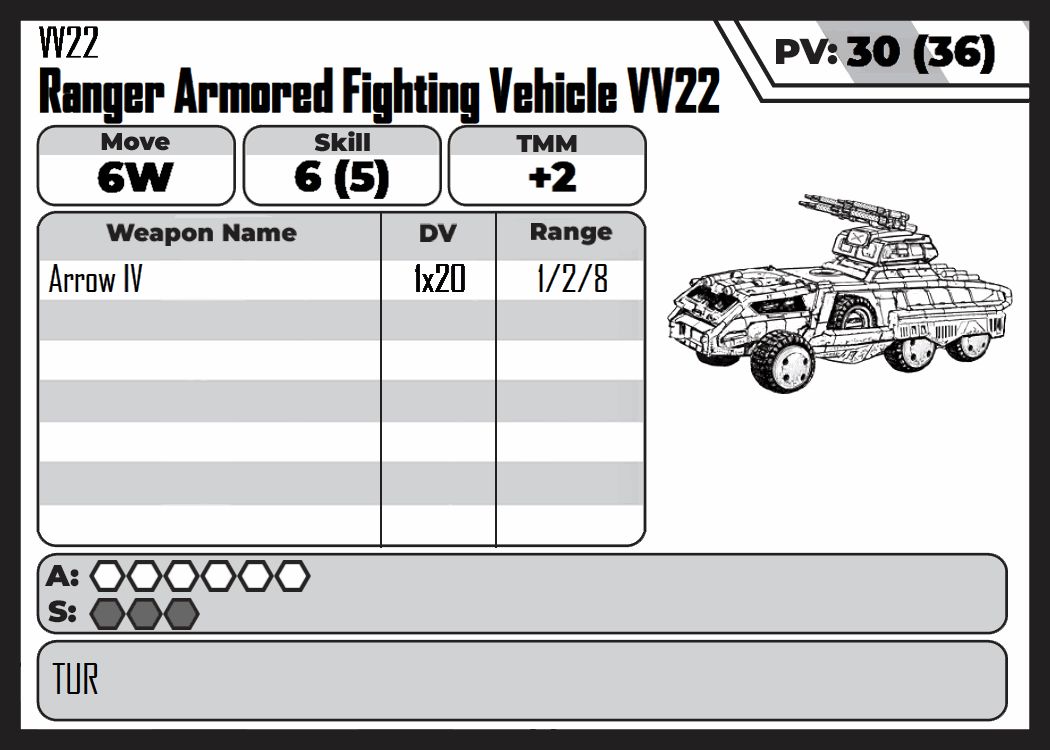 VV22
PV: 30 (36)
Ranger Armored Fighting Vehicle VV22
Move Skill TMM
6W 6 (5) +2
Weapon Name DV Range
Arrow IV 1x20 1/2/8
A:
S:
TUR